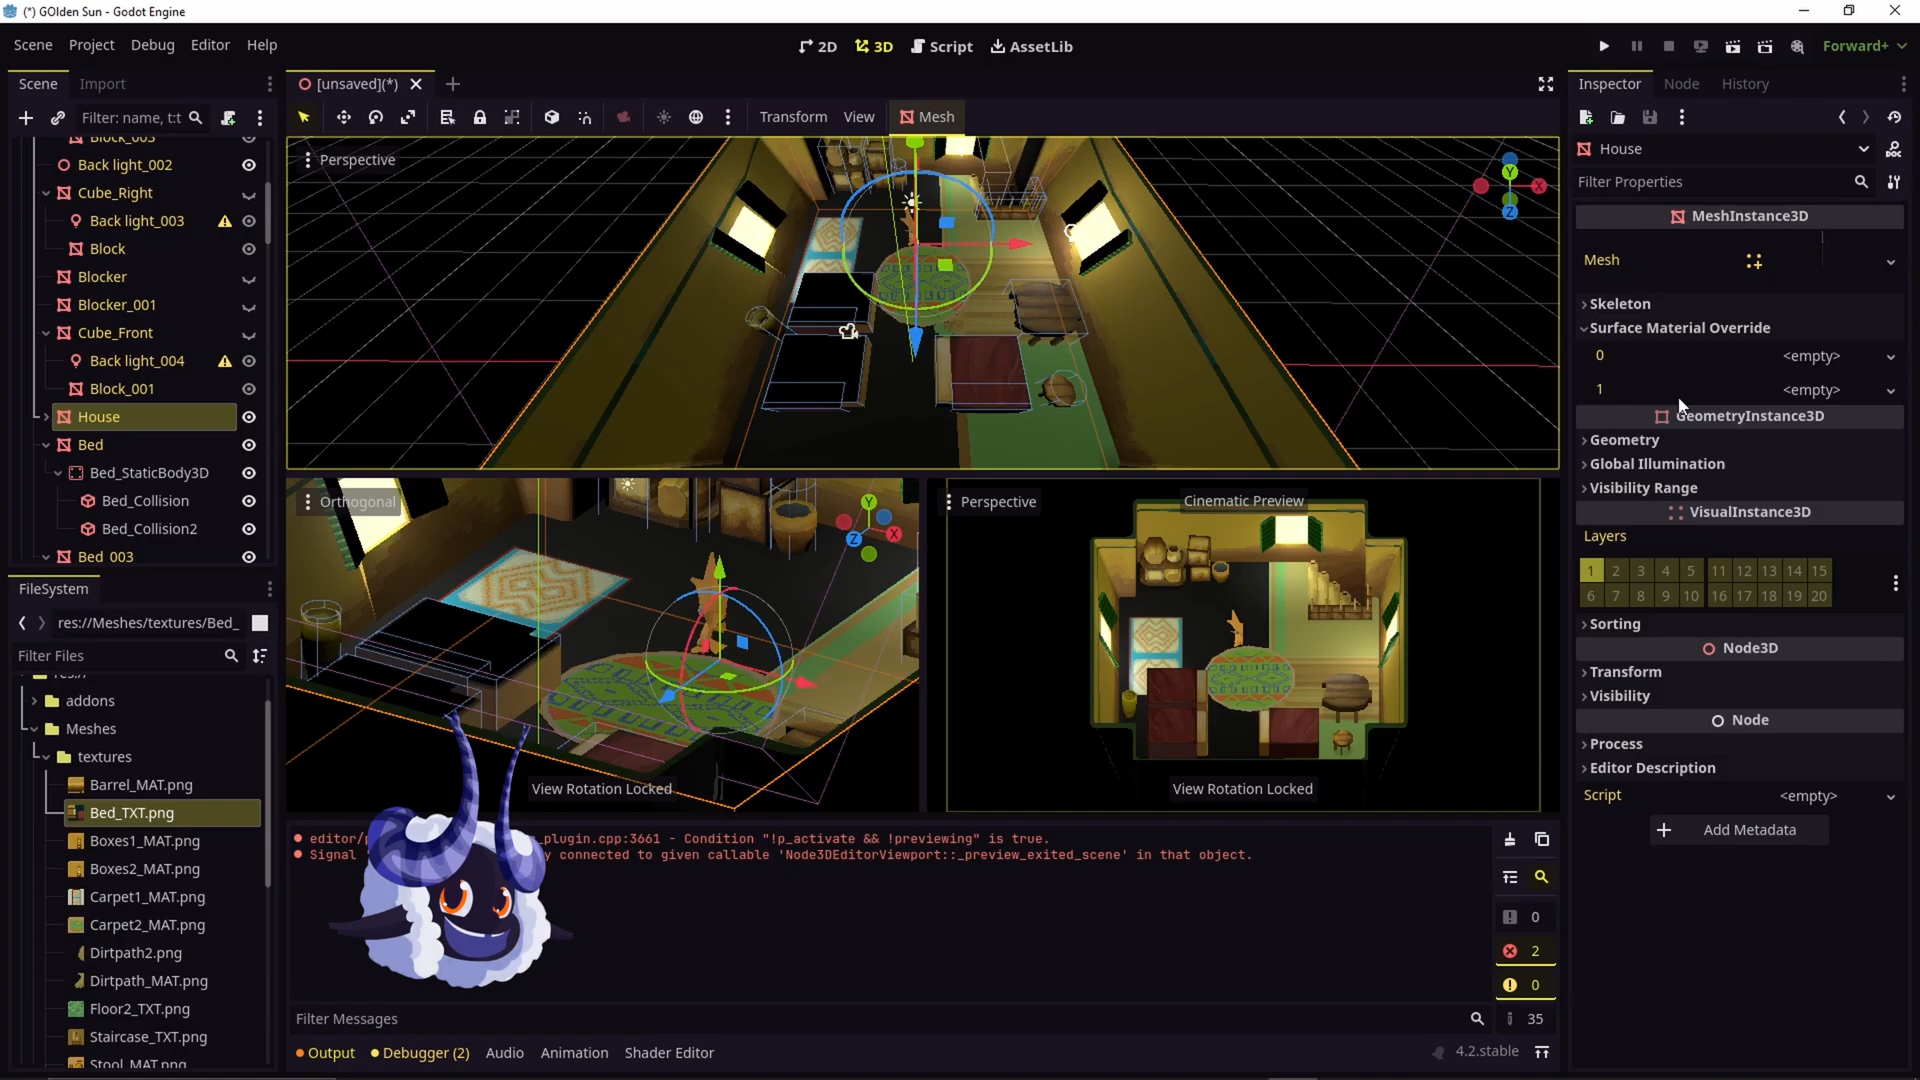 (*) GOlden Sun - Godot Engine
Scene Project Debug Editor Help
2D 3D Script AssetLib
Forward+
Scene Import
Filter: name, t:t
Block_003
Back light_002
Cube_Right
Back light_003
Block
Blocker
Blocker_001
Cube_Front
Back light_004
Block_001
House
Bed
Bed_StaticBody3D
Bed_Collision
Bed_Collision2
Bed_003
FileSystem
res://Meshes/textures/Bed_
Filter Files
res://
addons
Meshes
textures
Barrel_MAT.png
Bed_TXT.png
Boxes1_MAT.png
Boxes2_MAT.png
Carpet1_MAT.png
Carpet2_MAT.png
Dirtpath2.png
Dirtpath_MAT.png
Floor2_TXT.png
Staircase_TXT.png
Stool_MAT.png
[unsaved](*)
Transform View Mesh
Perspective
Y
X
Z
Orthogonal
Y
X
Z
View Rotation Locked
Perspective
Cinematic Preview
View Rotation Locked
editor/ _plugin.cpp:3661 - Condition "!p_activate && !previewing" is true.
Signal y connected to given callable 'Node3DEditorViewport::_preview_exited_scene' in that object.
0
2
0
35
Filter Messages
Output Debugger (2) Audio Animation Shader Editor
4.2.stable
Inspector Node History
House
Filter Properties
MeshInstance3D
Mesh
Skeleton
Surface Material Override
0 <empty>
1 <empty>
GeometryInstance3D
Geometry
Global Illumination
Visibility Range
VisualInstance3D
Layers
1 2 3 4 5 11 12 13 14 15
6 7 8 9 10 16 17 18 19 20
Sorting
Node3D
Transform
Visibility
Node
Process
Editor Description
Script <empty>
Add Metadata